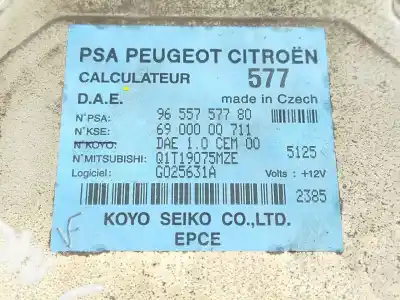 PSA PEUGEOT CITROËN
CALCULATEUR 577
D.A.E. made in Czech
N°PSA: 96 557 577 80
N°KSE: 69 000 00 711
N°KOYO: DAE 1.0 CEM 00
N°MITSUBISHI: Q1T19075MZE 5125
Logiciel: G025631A Volts : +12V
2385
KOYO SEIKO CO.,LTD.
EPCE
VF